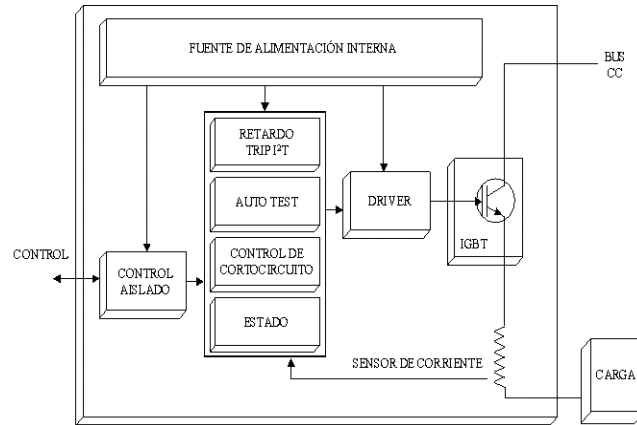 FUENTE DE ALIMENTACIÓN INTERNA
BUS
CC
RETARDO
TRIP I²T
AUTO TEST
DRIVER
IGBT
CONTROL
CONTROL
AISLADO
CONTROL DE
CORTOCIRCUITO
ESTADO
SENSOR DE CORRIENTE
CARGA